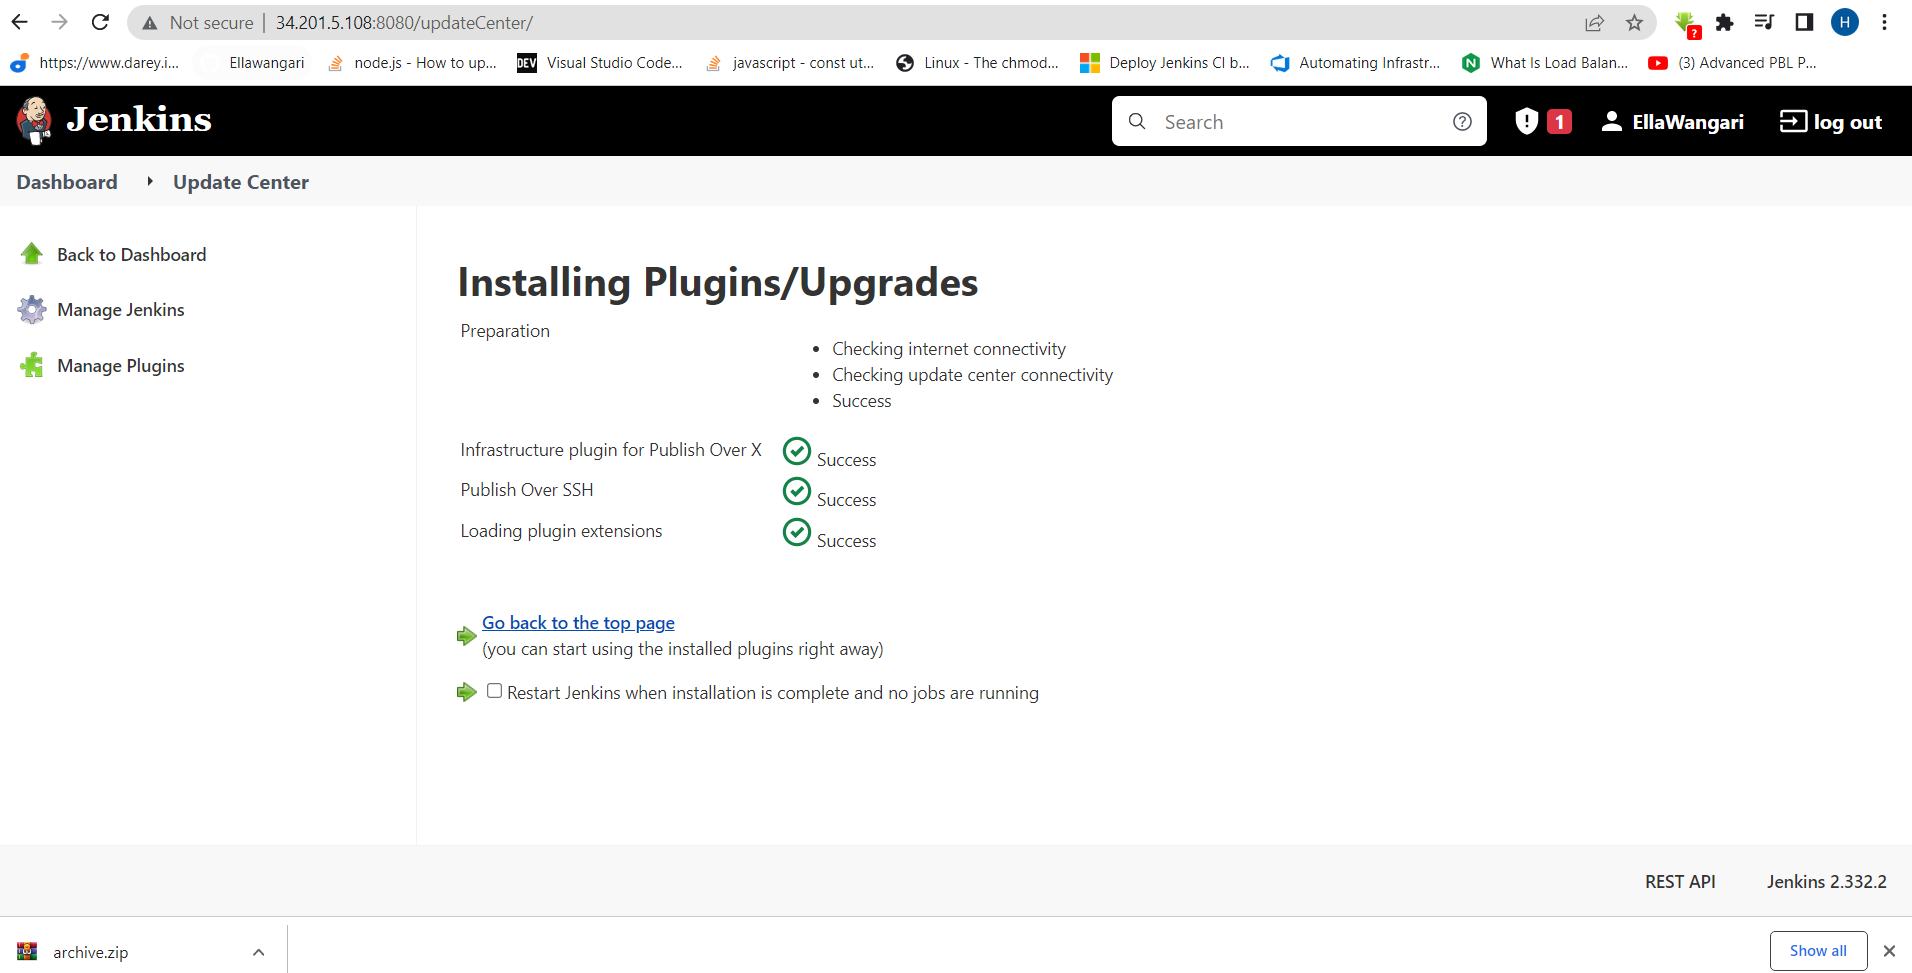 Not secure | 34.201.5.108:8080/updateCenter/
?
H
https://www.darey.i...
Ellawangari
node.js - How to up...
DEV
Visual Studio Code...
javascript - const ut...
Linux - The chmod...
Deploy Jenkins CI b...
Automating Infrastr...
N
What Is Load Balan...
(3) Advanced PBL P...
Jenkins
Search
?
1
EllaWangari
log out
Dashboard
Update Center
Back to Dashboard
Manage Jenkins
Manage Plugins
Installing Plugins/Upgrades
Preparation
Checking internet connectivity
Checking update center connectivity
Success
Infrastructure plugin for Publish Over X
Success
Publish Over SSH
Success
Loading plugin extensions
Success
Go back to the top page
(you can start using the installed plugins right away)
Restart Jenkins when installation is complete and no jobs are running
REST API
Jenkins 2.332.2
archive.zip
Show all